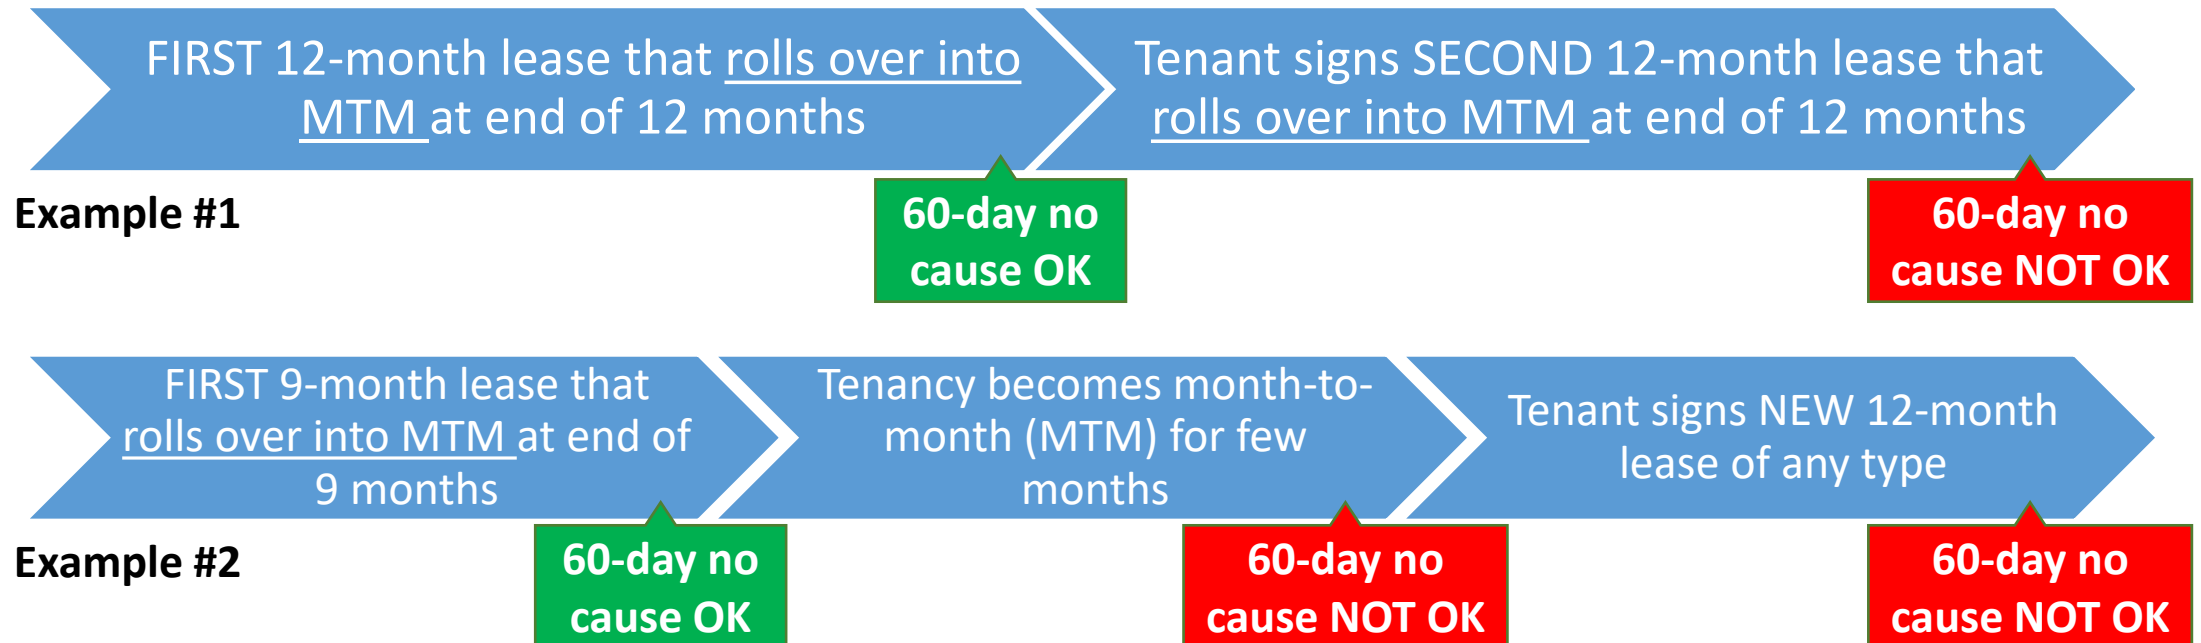 FIRST 12-month lease that rolls over into
MTM at end of 12 months
Tenant signs SECOND 12-month lease that
rolls over into MTM at end of 12 months
Example #1
60-day no
cause OK
60-day no
cause NOT OK
FIRST 9-month lease that
rolls over into MTM at end of
9 months
Tenancy becomes month-to-
month (MTM) for few
months
Tenant signs NEW 12-month
lease of any type
Example #2
60-day no
cause OK
60-day no
cause NOT OK
60-day no
cause NOT OK